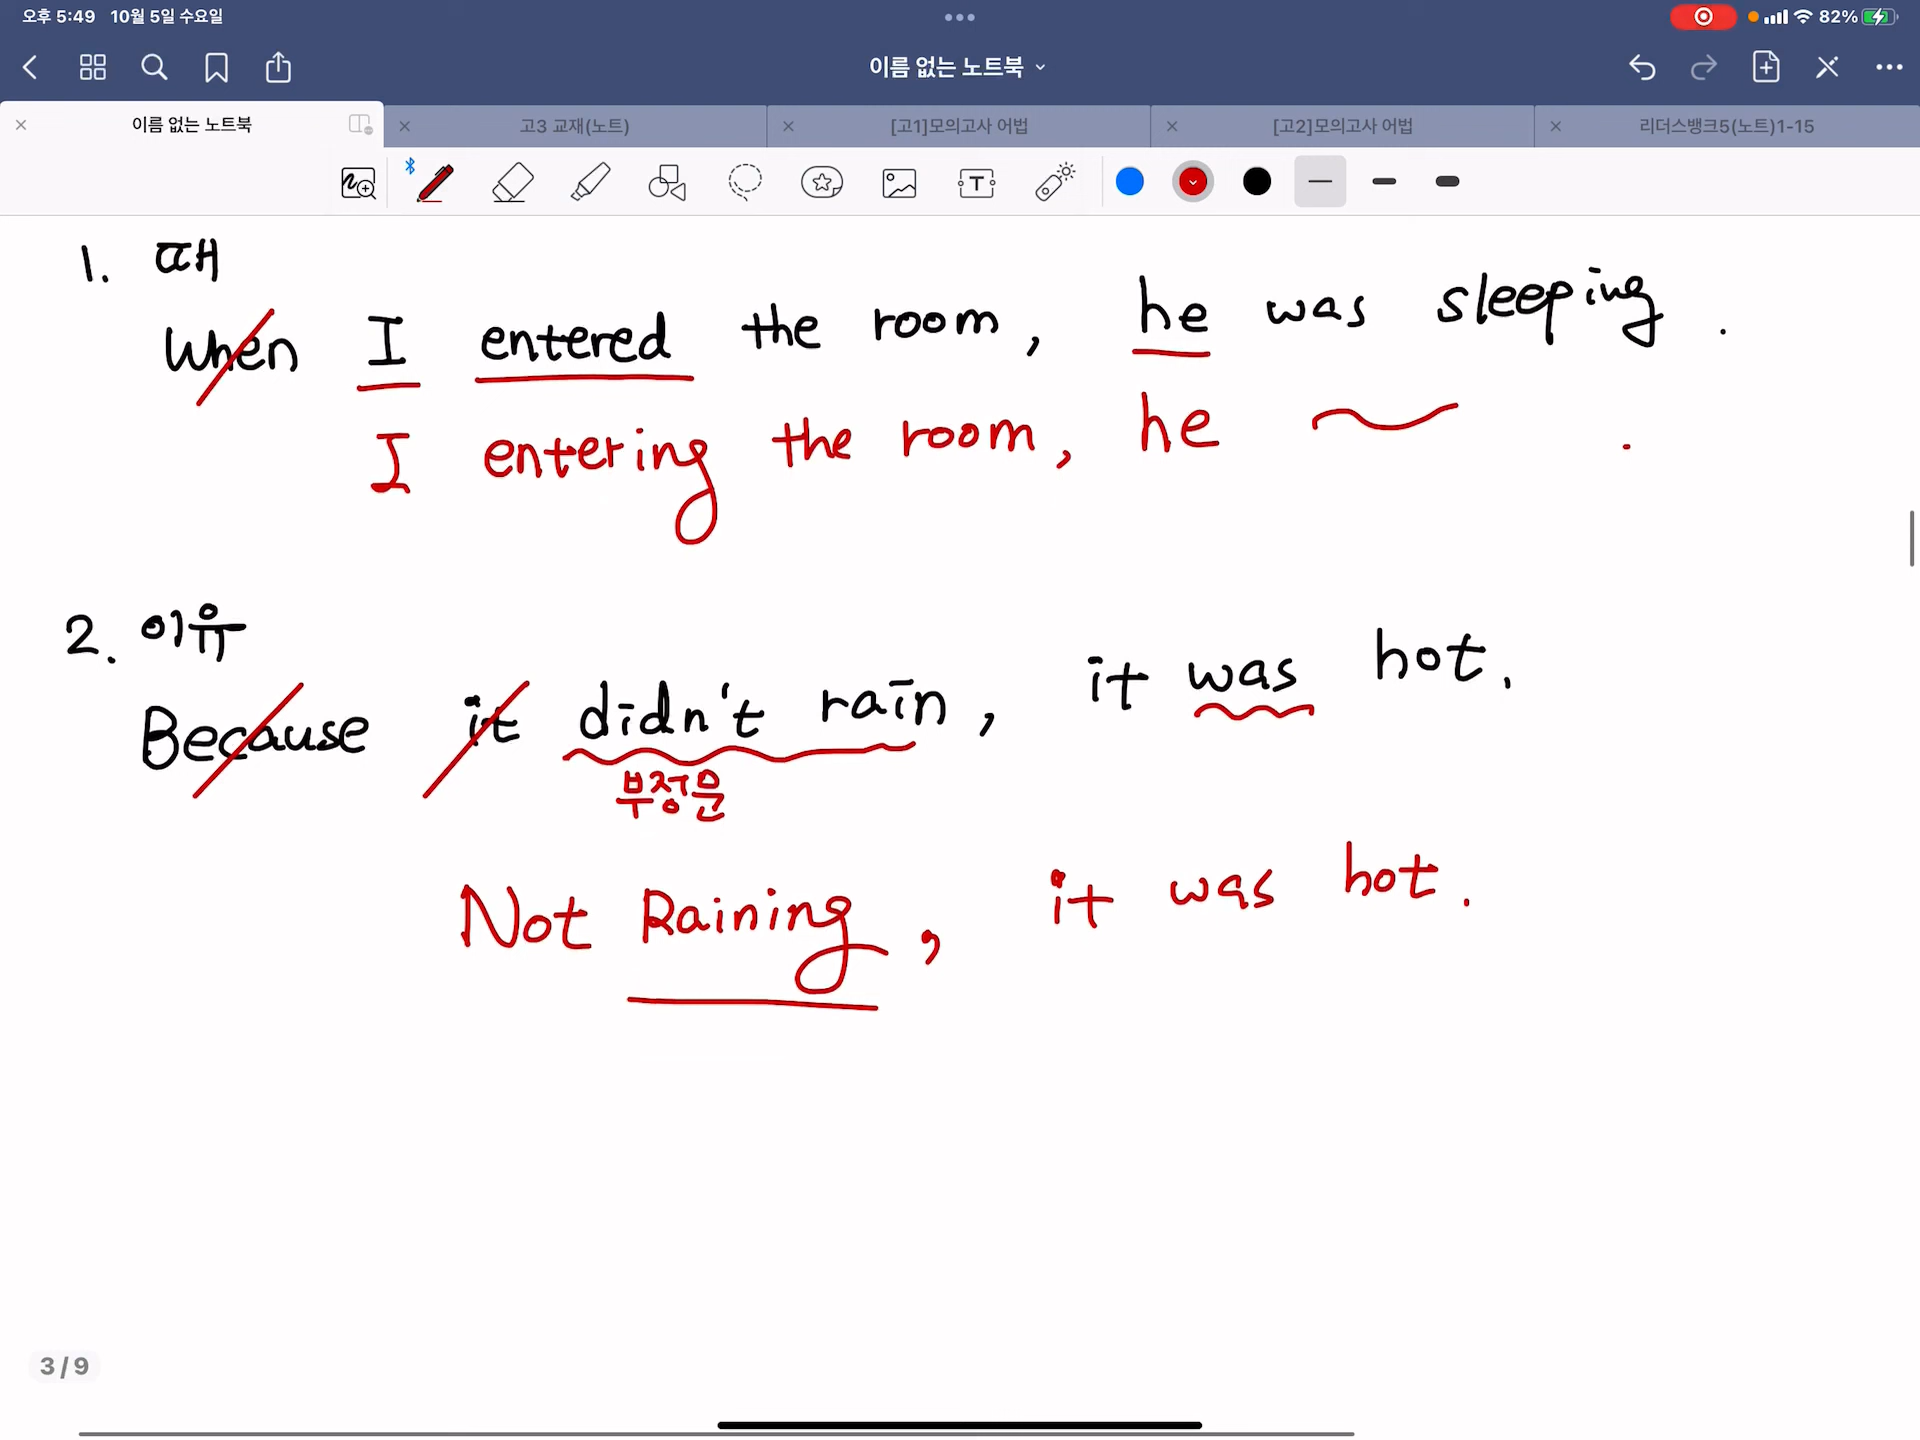 오후 5:49 10월 5일 수요일
82%
이름 없는 노트북
이름 없는 노트북
고3 교재(노트)
[고1]모의고사 어법
[고2]모의고사 어법
리더스뱅크5(노트)1-15
1. 때
When I entered the room, he was sleeping.
I entering the room, he .
2. 이유
Because it didn't rain, it was hot.
부정문
Not Raining, it was hot.
3/9